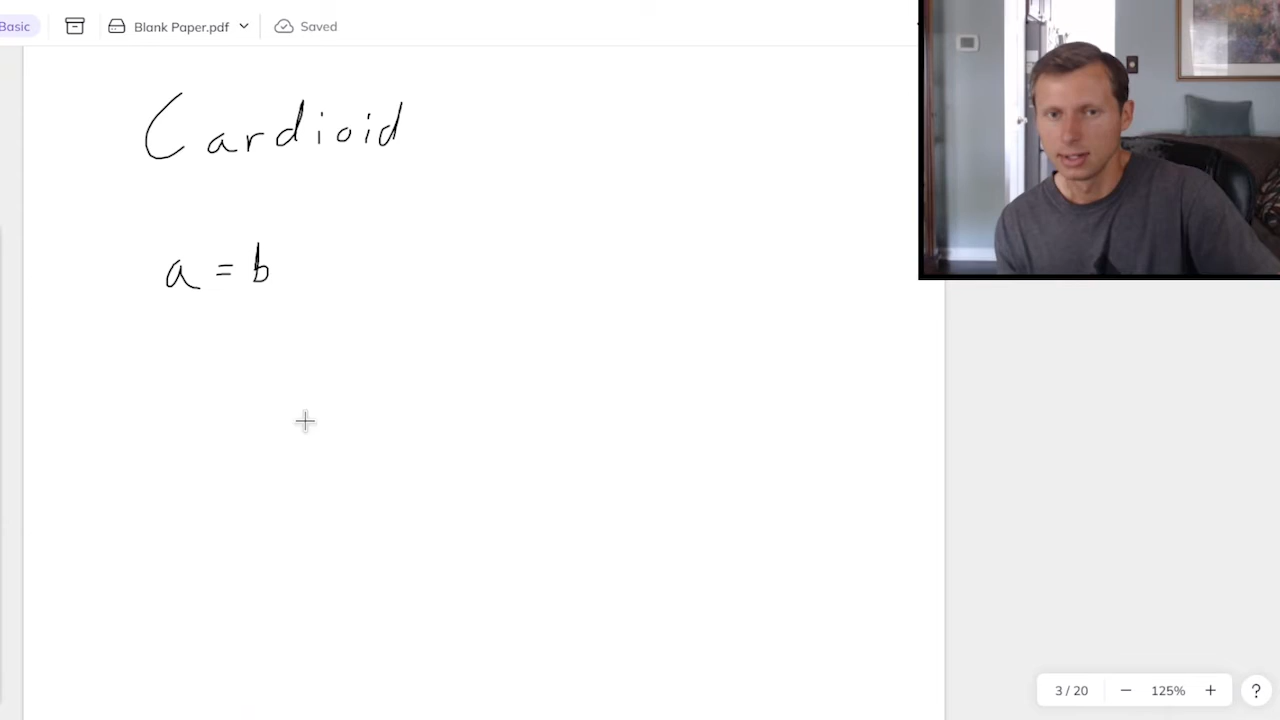 Basic Blank Paper.pdf Saved
Cardioid
a = b
3 / 20 − 125% + ?